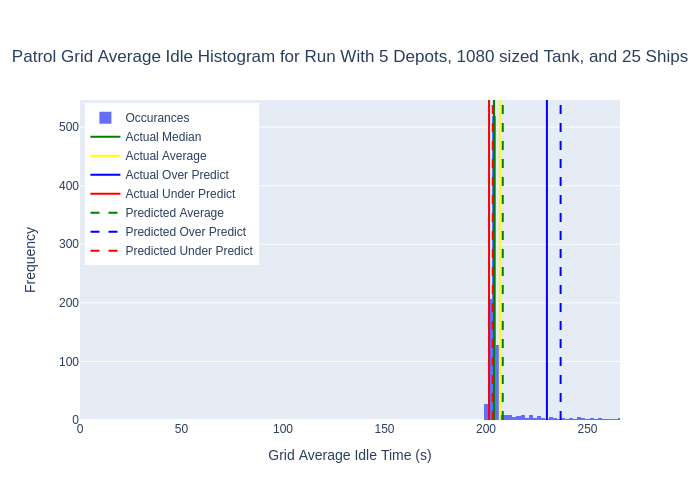 Patrol Grid Average Idle Histogram for Run With 5 Depots, 1080 sized Tank, and 25 Ships
Occurances
Actual Median
Actual Average
Actual Over Predict
Actual Under Predict
Predicted Average
Predicted Over Predict
Predicted Under Predict
500
400
300
200
100
0
Frequency
0 50 100 150 200 250
Grid Average Idle Time (s)